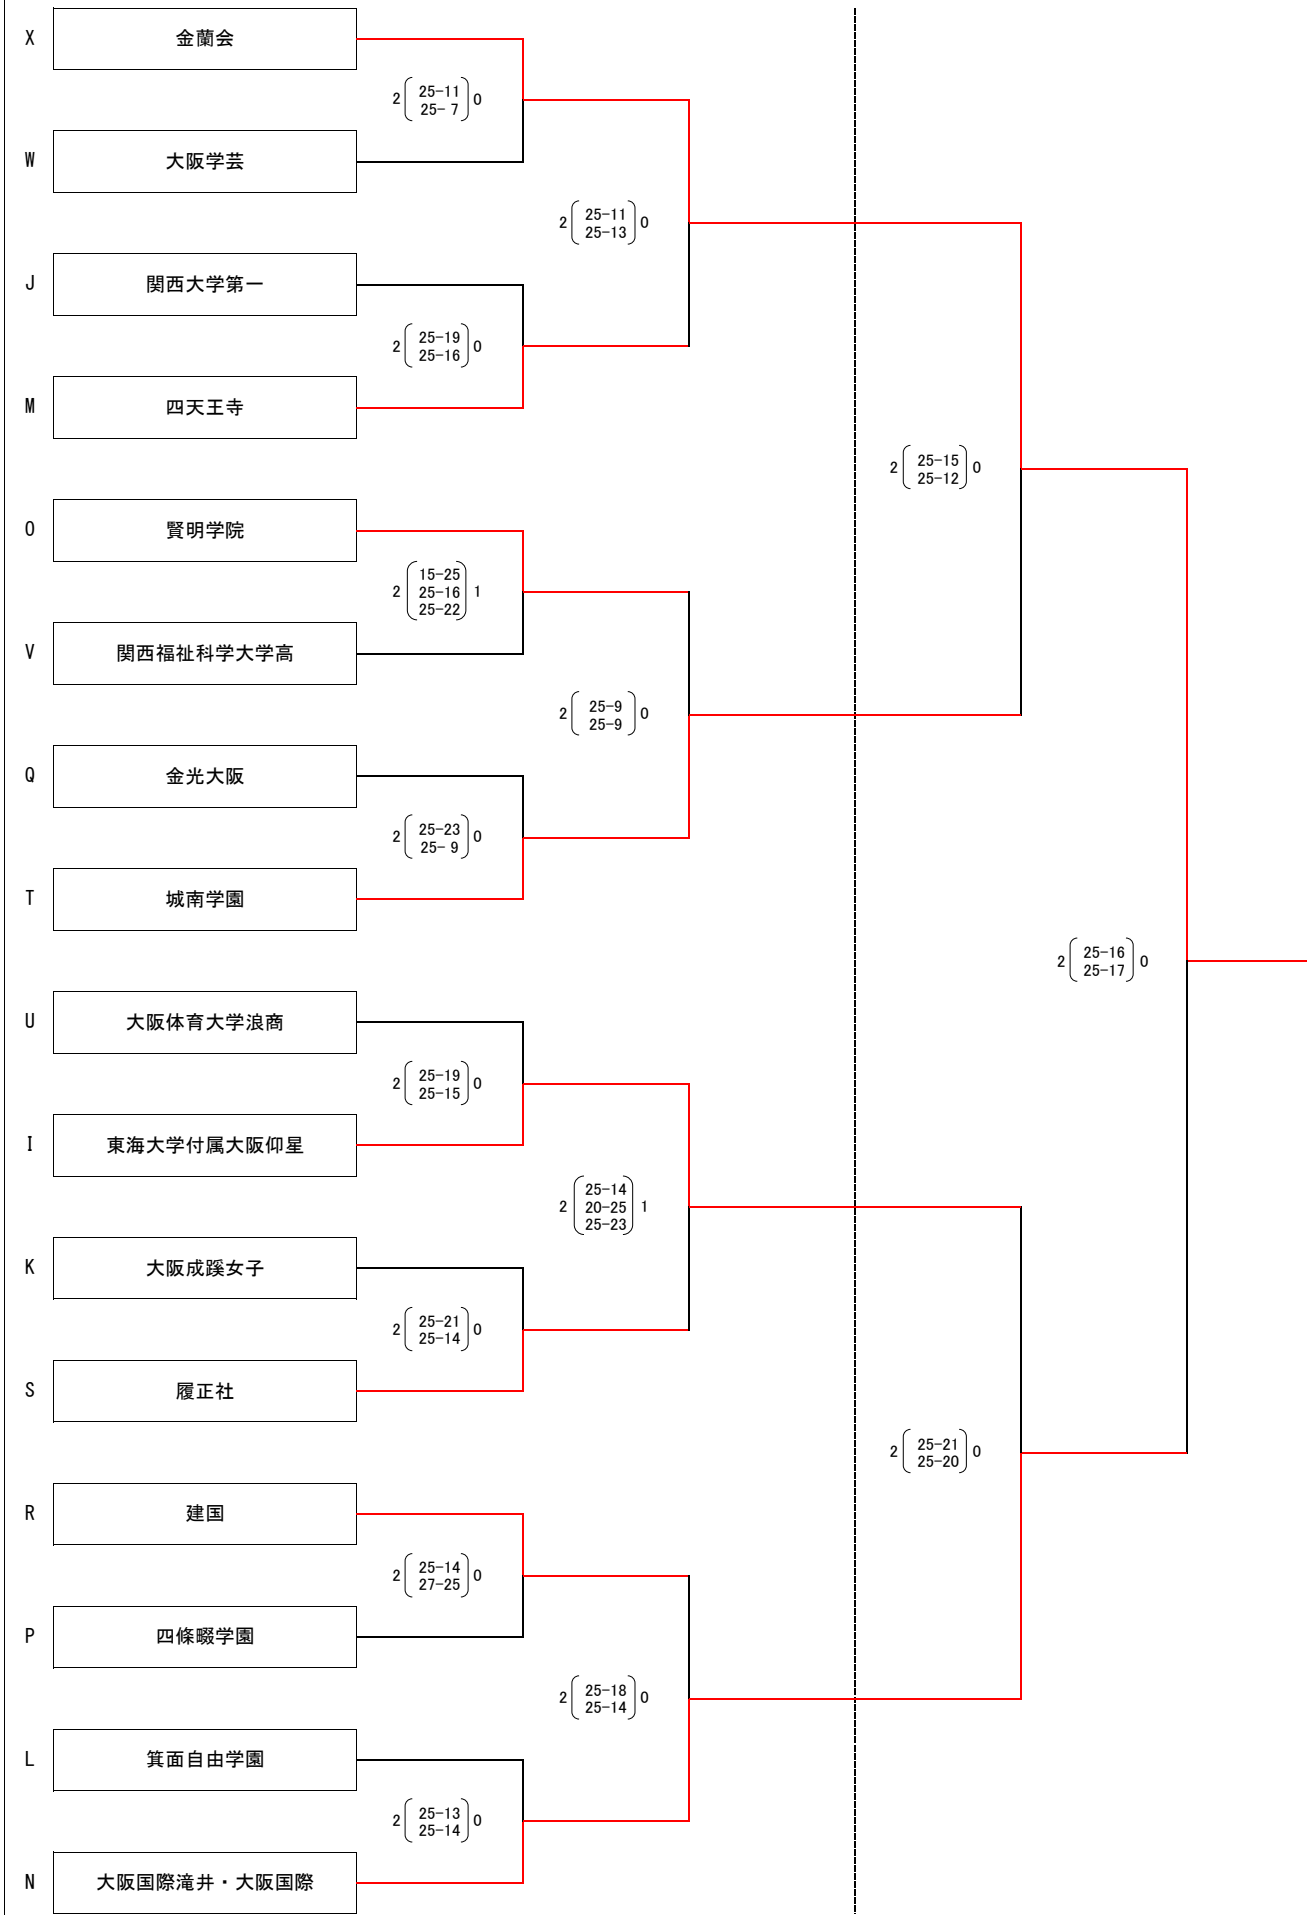 X 金蘭会
2 25-11 0
25- 7
W 大阪学芸
2 25-11 0
25-13
J 関西大学第一
2 25-19 0
25-16
M 四天王寺
2 25-15 0
25-12
O 賢明学院
2 15-25 1
25-16
25-22
V 関西福祉科学大学高
2 25-9 0
25-9
Q 金光大阪
2 25-23 0
25- 9
T 城南学園
2 25-16 0
25-17
U 大阪体育大学浪商
2 25-19 0
25-15
I 東海大学付属大阪仰星
2 25-14 1
20-25
25-23
K 大阪成蹊女子
2 25-21 0
25-14
S 履正社
2 25-21 0
25-20
R 建国
2 25-14 0
27-25
P 四條畷学園
2 25-18 0
25-14
L 箕面自由学園
2 25-13 0
25-14
N 大阪国際滝井・大阪国際